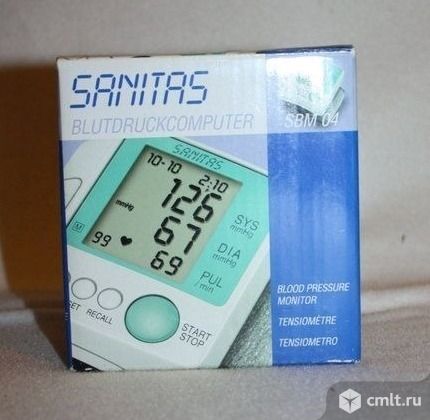 SANITAS
BLUTDRUCKCOMPUTER
SBM 04
SANITAS
10-10 2:10
126
mmHg
67
M
99
69
SYS
mmHg
DIA
mmHg
PUL
/min
RECALL
START
STOP
BLOOD PRESSURE
MONITOR
TENSIOMÈTRE
TENSIOMETRO
cmlt.ru